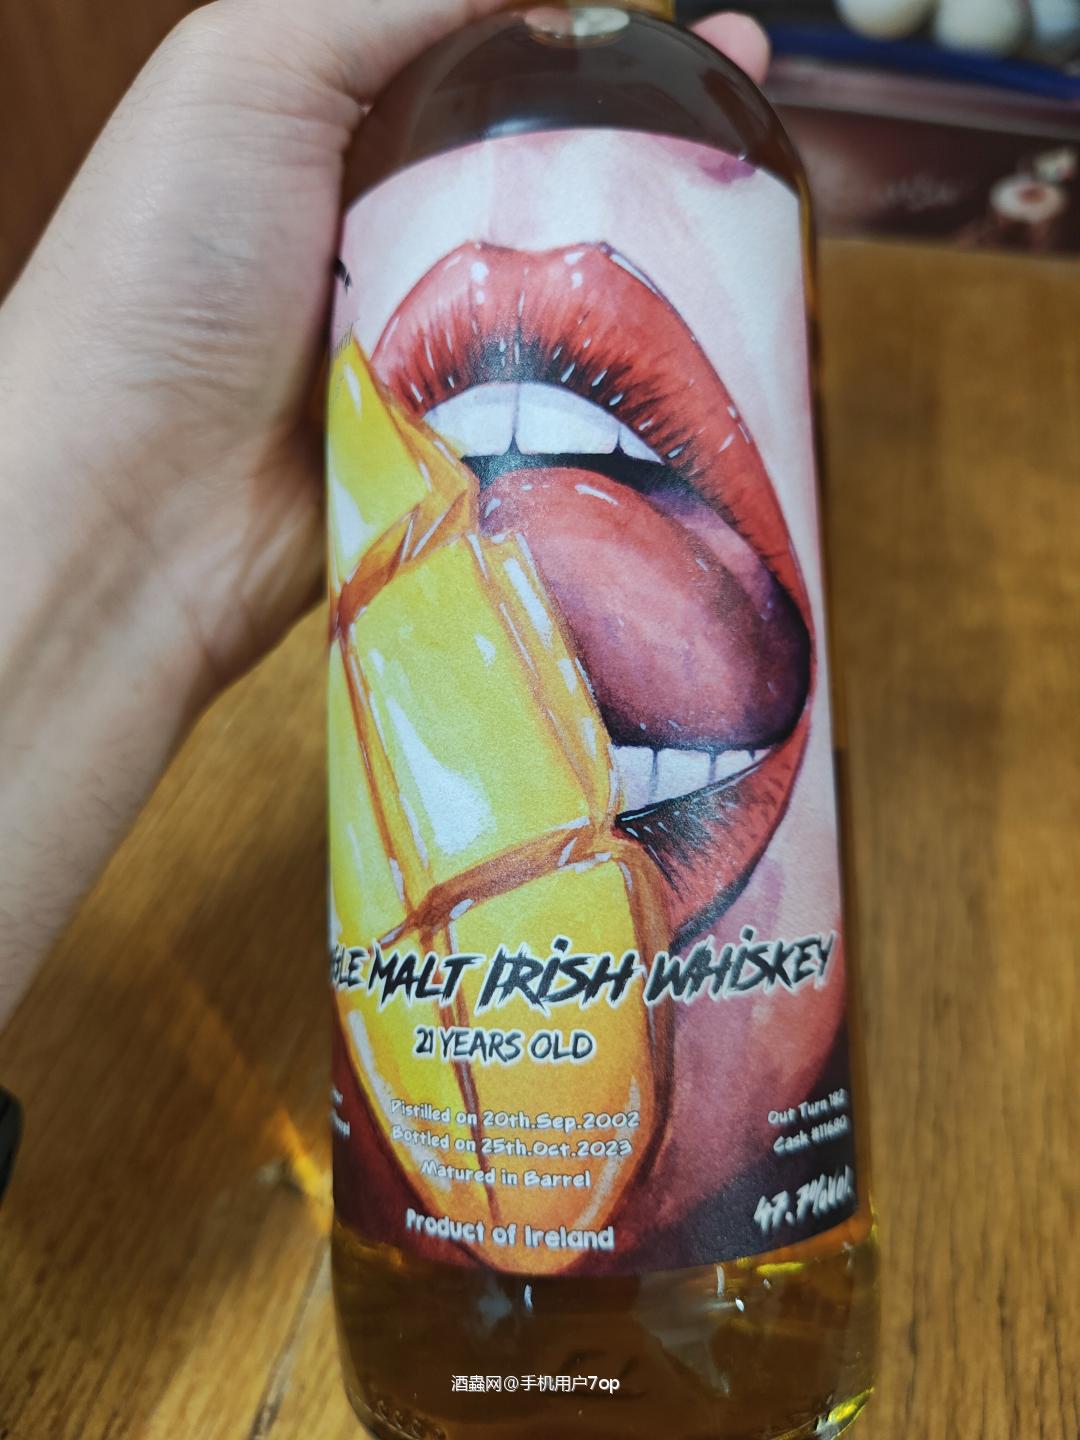 MALT IRISH WHISKEY
21 YEARS OLD
Distilled on 20th.Sep.2002
Bottled on 25th.Oct.2023
Matured in Barrel
Product of Ireland
Out Turn 182
Cask #11680
47.7%Vol.
酒蟲网@手机用户7op